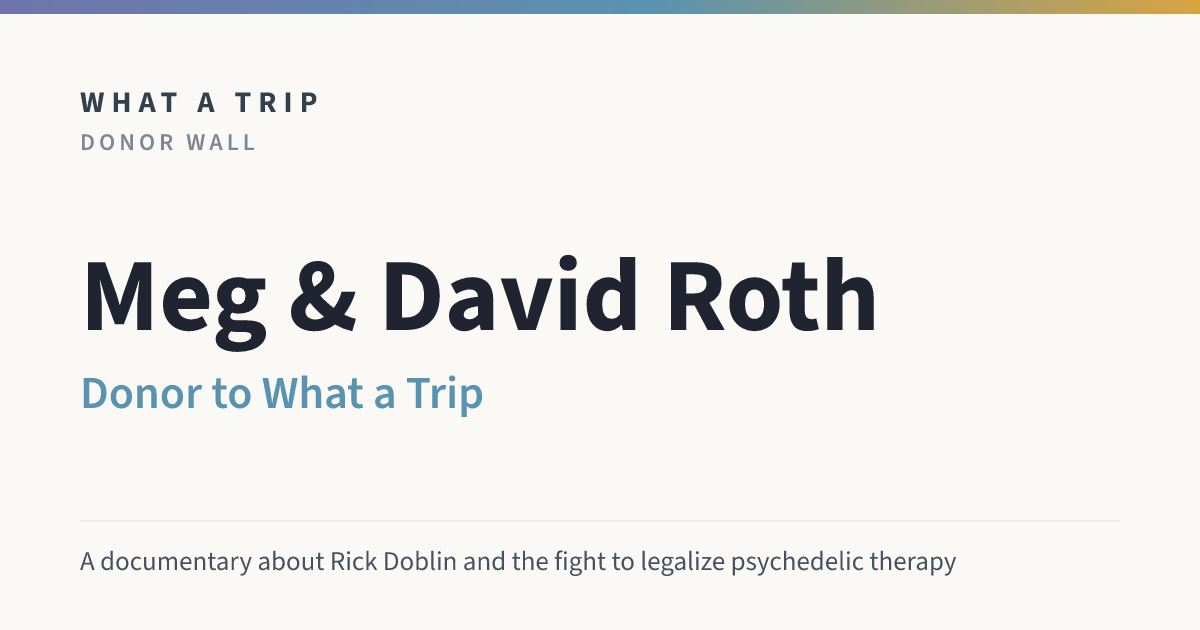 WHAT A TRIP
DONOR WALL
Meg & David Roth
Donor to What a Trip
A documentary about Rick Doblin and the fight to legalize psychedelic therapy